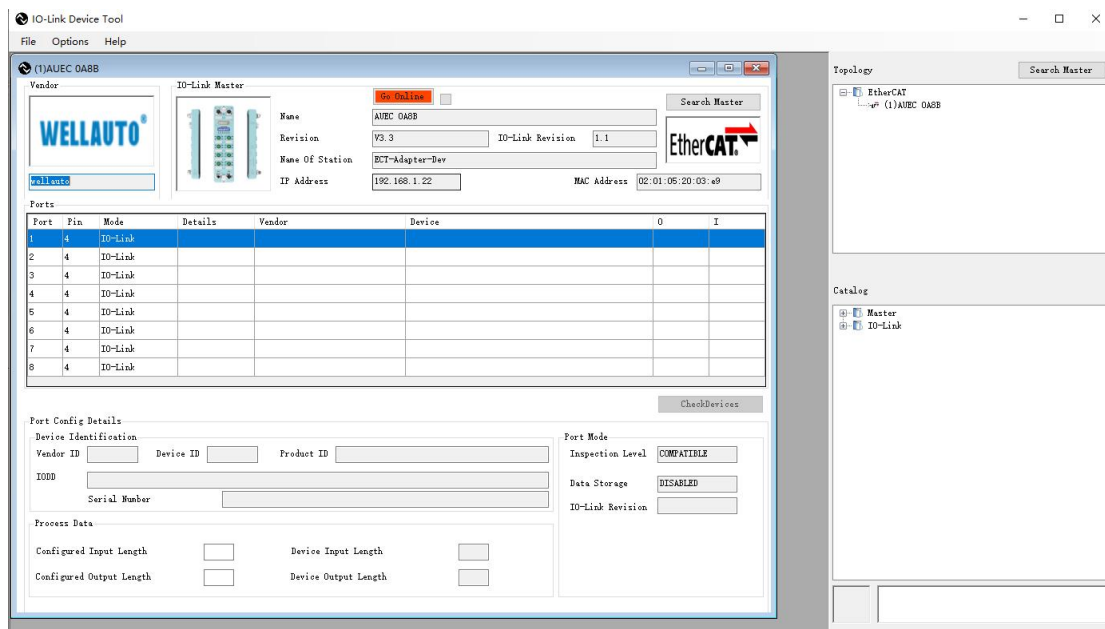 IO-Link Device Tool
File Options Help
(1)AUEC 0A8B
Vendor
WELLAUTO®
wellauto
IO-Link Master
Go Online
Search Master
Name AUEC 0A8B
Revision V3.3 IO-Link Revision 1.1
Name Of Station ECT-Adapter-Dev
IP Address 192.168.1.22 MAC Address 02:01:05:20:03:e9
EtherCAT
Ports
Port Pin Mode Details Vendor Device O I
1 4 IO-Link
2 4 IO-Link
3 4 IO-Link
4 4 IO-Link
5 4 IO-Link
6 4 IO-Link
7 4 IO-Link
8 4 IO-Link
CheckDevices
Port Config Details
Device Identification
Vendor ID Device ID Product ID
IODD
Serial Number
Process Data
Configured Input Length Device Input Length
Configured Output Length Device Output Length
Port Mode
Inspection Level COMPATIBLE
Data Storage DISABLED
IO-Link Revision
Topology Search Master
EtherCAT
(1)AUEC 0A8B
Catalog
Master
IO-Link